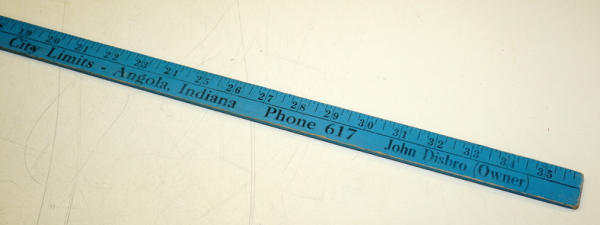 19 20 21 22 23 24 25 26 27 28 29 30 31 32 33 34 35
City Limits - Angola, Indiana Phone 617 John Disbro (Owner)